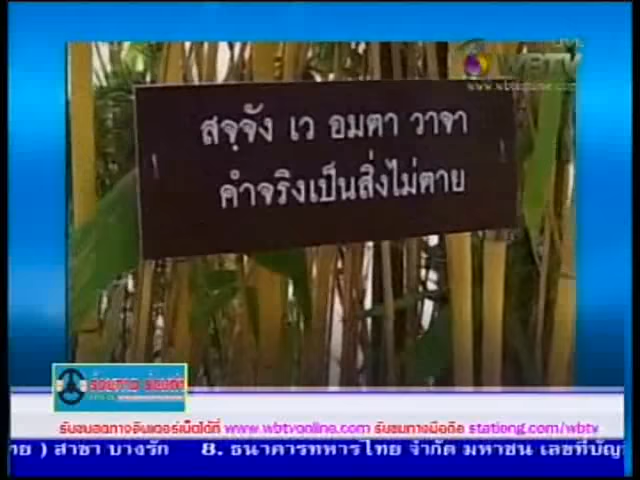 WBTV
www.wbtvonline.com
สจฺจัง เว อมตา วาจา
คำจริงเป็นสิ่งไม่ตาย
รับชมสดทางอินเตอร์เน็ตได้ที่ www.wbtvonline.com รับชมทางมือถือ stationg.com/wbtv
ทย ) สาขา บางรัก 8. ธนาคารทหารไทย จำกัด มหาชน เลขที่บัญ